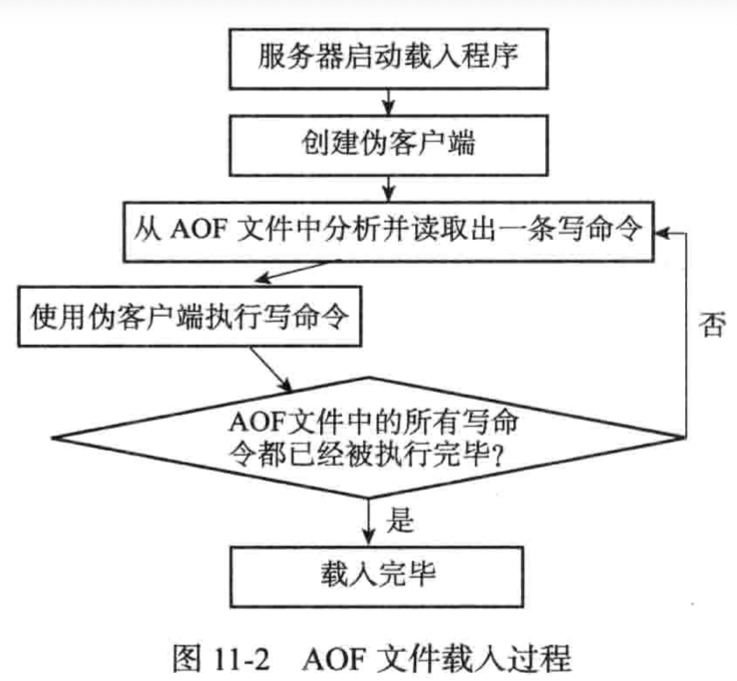 服务器启动载入程序
创建伪客户端
从 AOF 文件中分析并读取出一条写命令
使用伪客户端执行写命令
否
AOF文件中的所有写命
令都已经被执行完毕?
是
载入完毕
图 11-2 AOF 文件载入过程